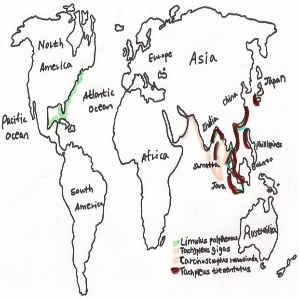 North
America
Europe
Asia
Japan
China
Atlantic
Ocean
Pacific
Ocean
India
Philippines
Africa
Sumatra
Borneo
Java
South
America
Australia
Limulus polyphemus
Tachypleus gigas
Carcinoscorpius rotundicauda
Tachypleus tridentatus